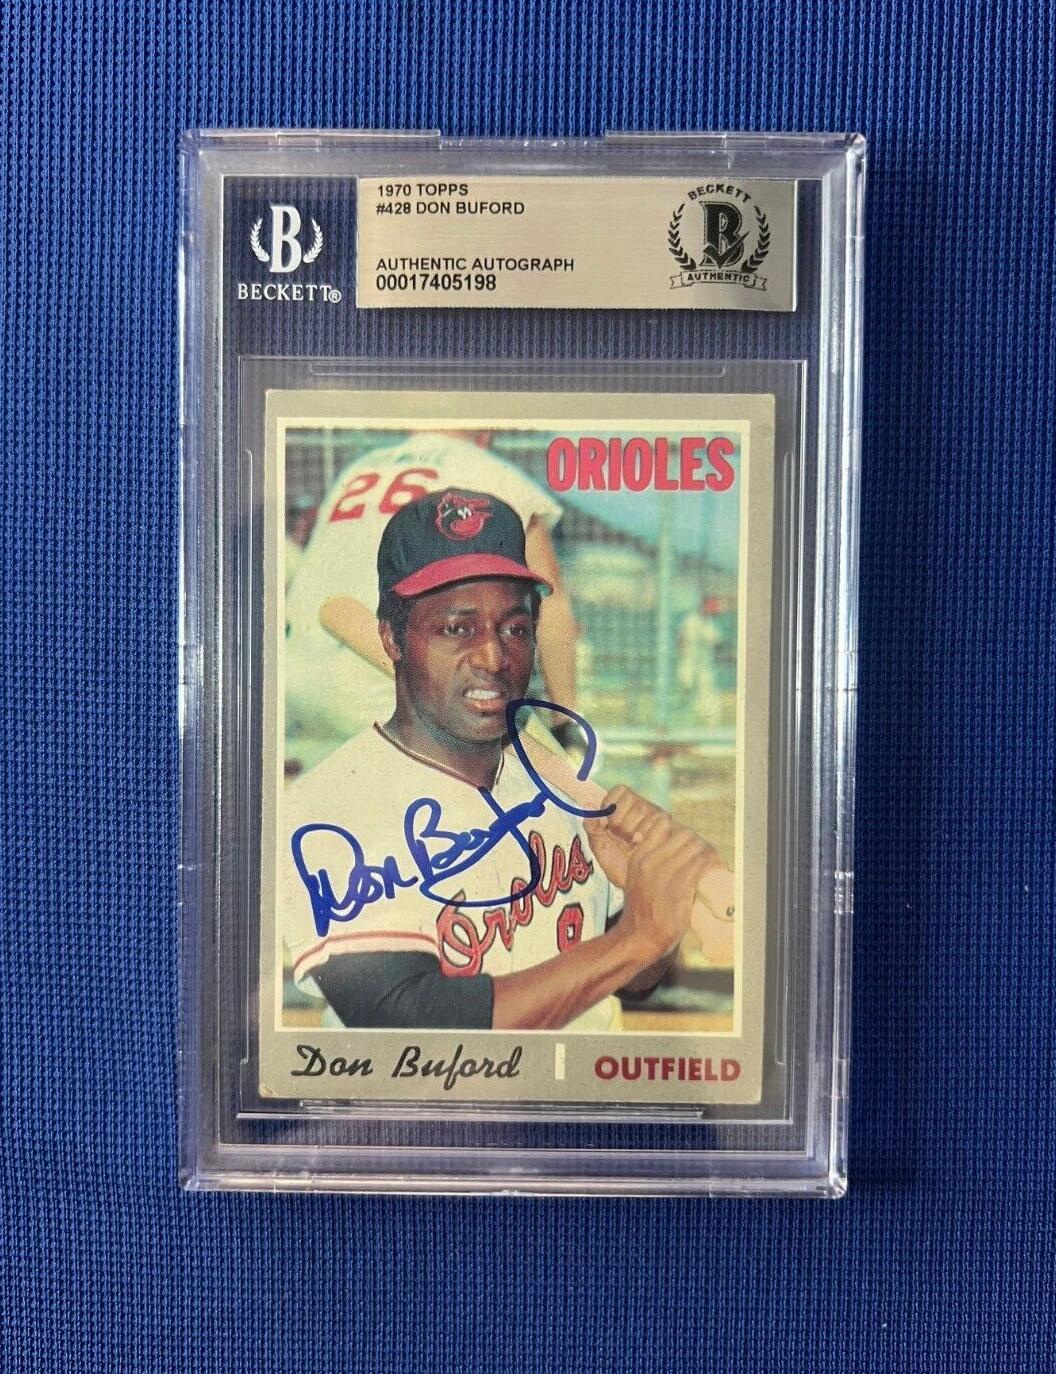 1970 TOPPS
#428 DON BUFORD
AUTHENTIC AUTOGRAPH
00017405198
B
BECKETT®
BECKETT
B
AUTHENTIC
ORIOLES
26
Don Buford
Orioles
9
Don Buford
OUTFIELD